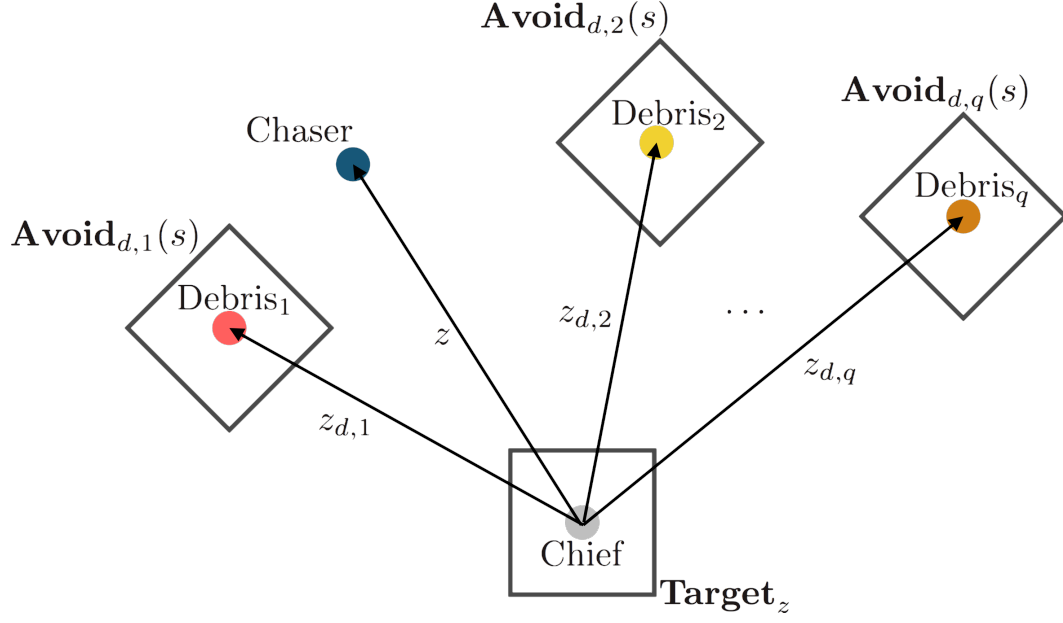 Avoid_{d,2}(s)
Avoid_{d,q}(s)
Debris_2
Chaser
Debris_q
Avoid_{d,1}(s)
Debris_1
z_{d,2}
. . .
z
z_{d,q}
z_{d,1}
Chief
Target_z